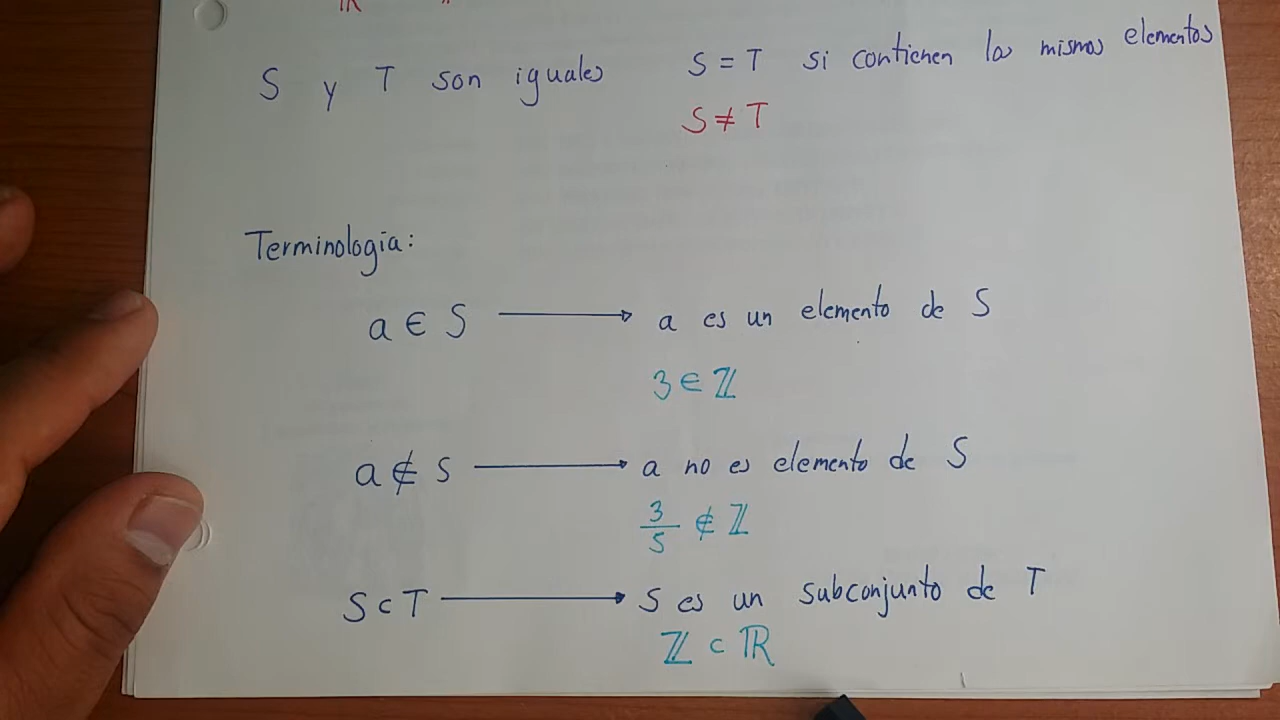 S y T son iguales S = T si contienen los mismos elementos
S ≠ T
Terminología:
a ∈ S → a es un elemento de S
3 ∈ ℤ
a ∉ S → a no es elemento de S
3/5 ∉ ℤ
S ⊂ T → S es un subconjunto de T
ℤ ⊂ ℝ